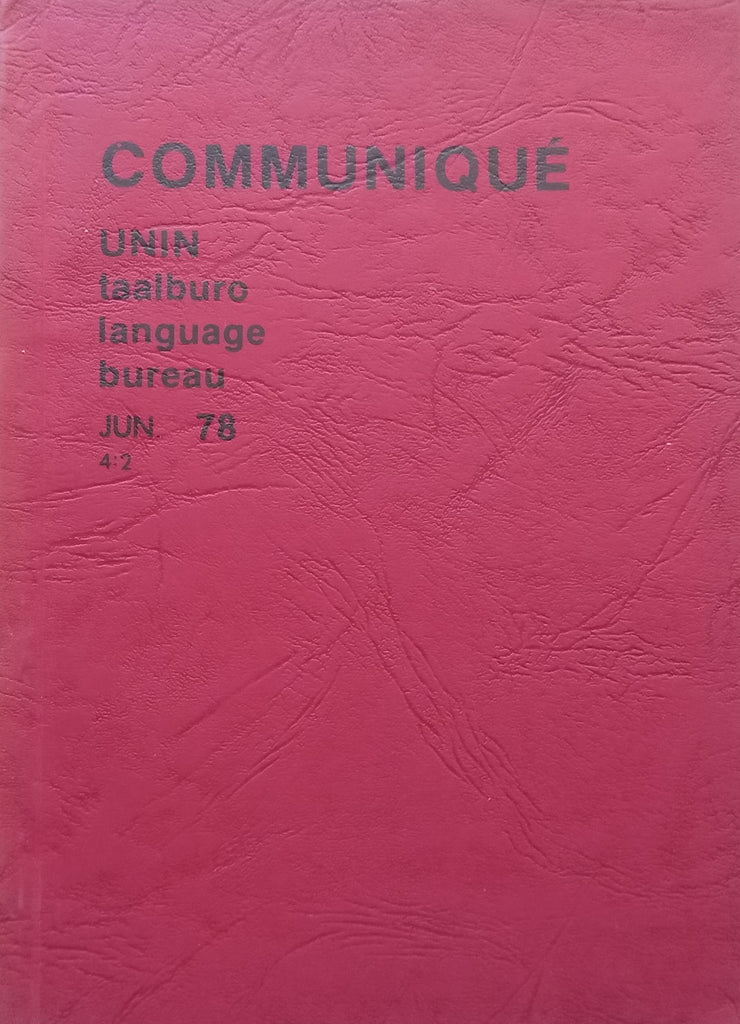 COMMUNIQUÉ
UNIN
taalburo
language
bureau
JUN. 78
4:2